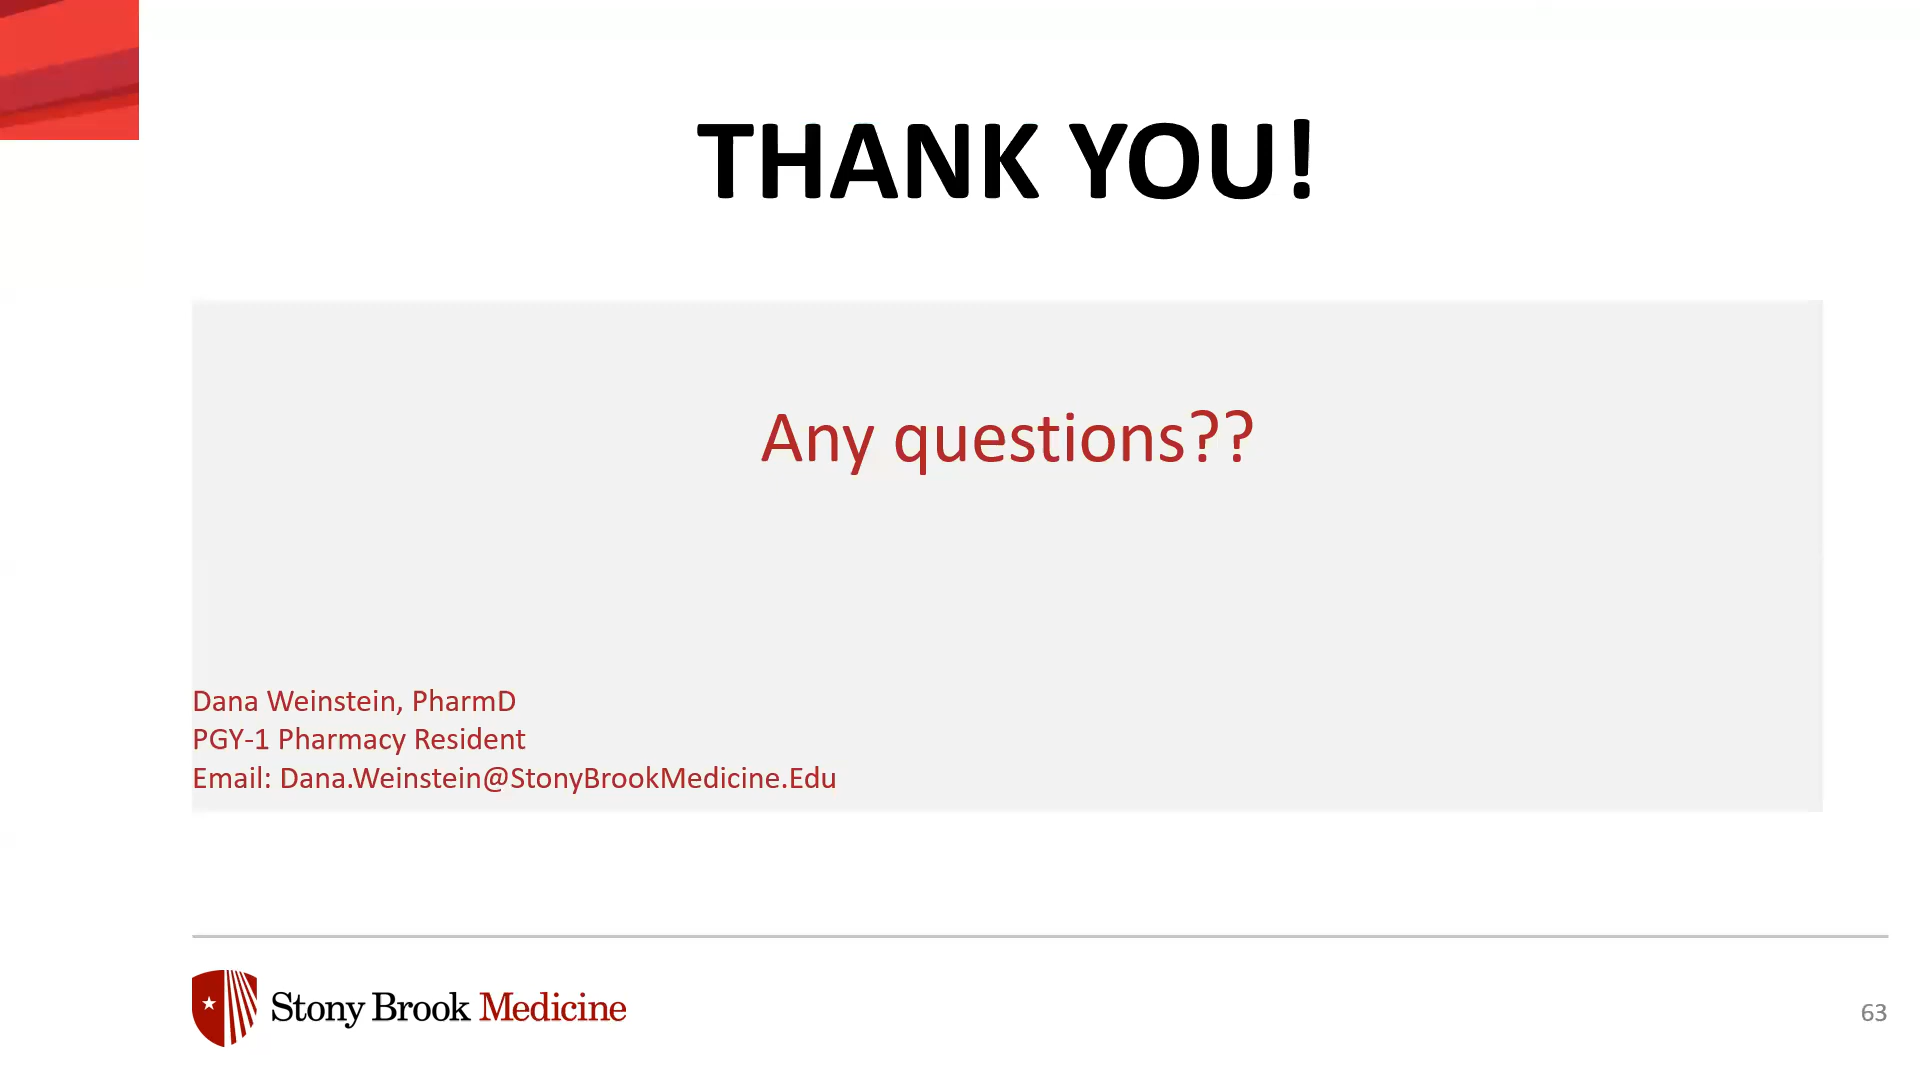 THANK YOU!
Any questions??
Dana Weinstein, PharmD
PGY-1 Pharmacy Resident
Email: Dana.Weinstein@StonyBrookMedicine.Edu
Stony Brook Medicine
63